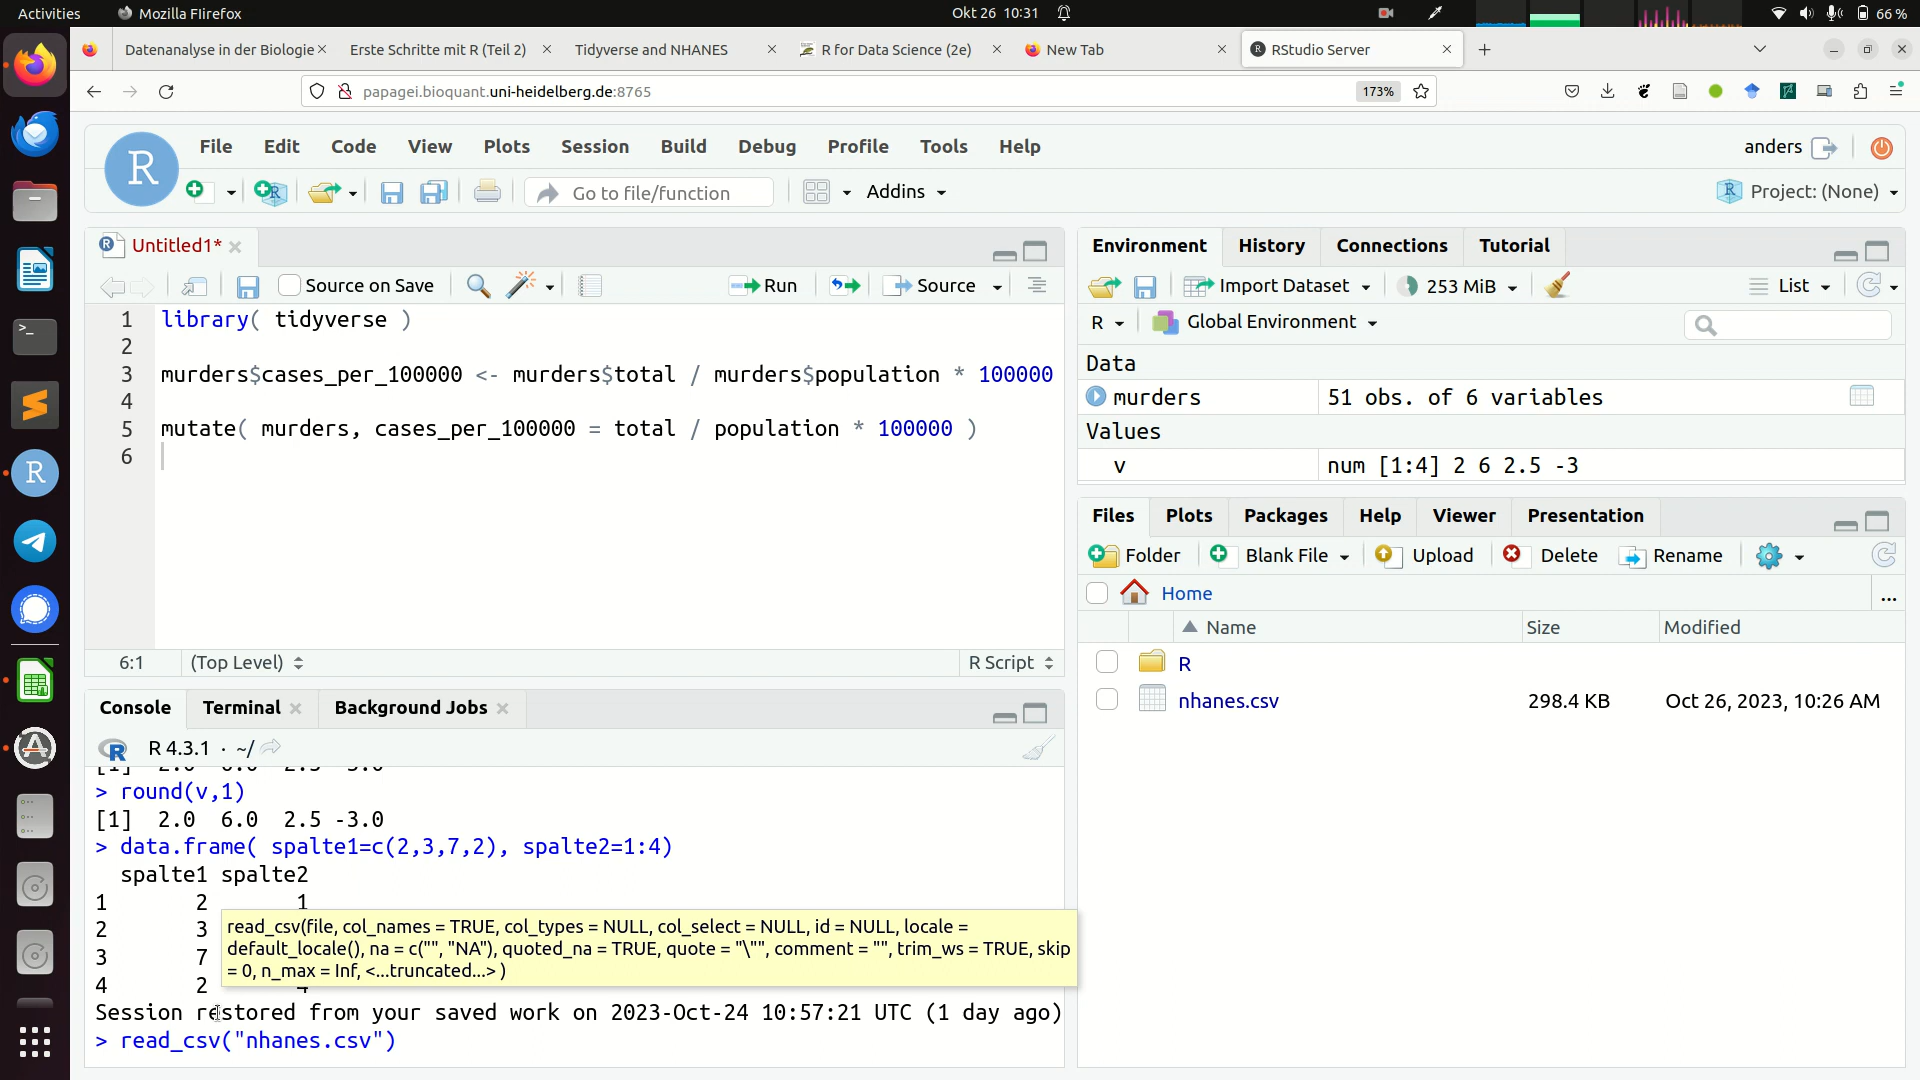 Activities
Mozilla FIirefox
Okt 26 10:31
66 %
Datenanalyse in der Biologie
Erste Schritte mit R (Teil 2)
Tidyverse and NHANES
R for Data Science (2e)
New Tab
RStudio Server
papagei.bioquant.uni-heidelberg.de:8765
173%
R
File Edit Code View Plots Session Build Debug Profile Tools Help
anders
Go to file/function
Addins
Project: (None)
Untitled1*
Source on Save
Run
Source
1 library( tidyverse )
2
3 murders$cases_per_100000 <- murders$total / murders$population * 100000
4
5 mutate( murders, cases_per_100000 = total / population * 100000 )
6
6:1
(Top Level)
R Script
Environment History Connections Tutorial
Import Dataset
253 MiB
List
R
Global Environment
Data
murders 51 obs. of 6 variables
Values
v num [1:4] 2 6 2.5 -3
Files Plots Packages Help Viewer Presentation
Folder Blank File Upload Delete Rename
Home
...
Name Size Modified
R
nhanes.csv 298.4 KB Oct 26, 2023, 10:26 AM
Console Terminal Background Jobs
R 4.3.1 · ~/
> round(v,1)
[1]  2.0  6.0  2.5 -3.0
> data.frame( spalte1=c(2,3,7,2), spalte2=1:4)
spalte1 spalte2
1 2 1
2 3
3 7
4 2 4
read_csv(file, col_names = TRUE, col_types = NULL, col_select = NULL, id = NULL, locale =
default_locale(), na = c("", "NA"), quoted_na = TRUE, quote = "\"", comment = "", trim_ws = TRUE, skip
= 0, n_max = Inf, <...truncated...> )
Session restored from your saved work on 2023-Oct-24 10:57:21 UTC (1 day ago)
> read_csv("nhanes.csv")